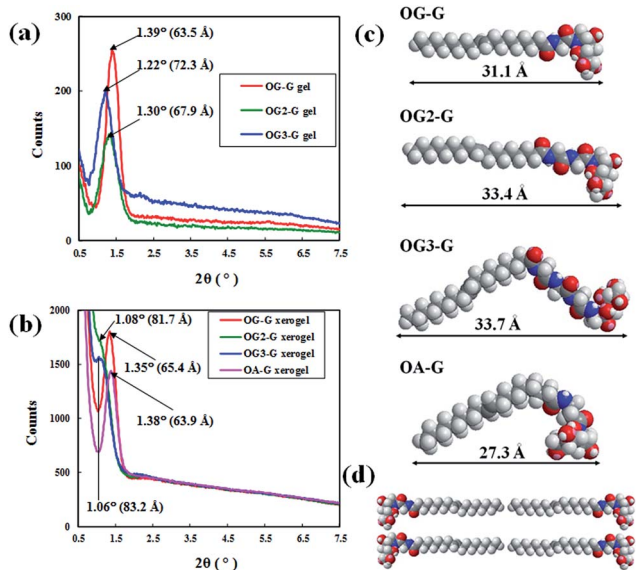 (a)
1.39° (63.5 Å)
1.22° (72.3 Å)
1.30° (67.9 Å)
OG-G gel
OG2-G gel
OG3-G gel
Counts
300
200
100
0
0.5 1.5 2.5 3.5 4.5 5.5 6.5 7.5
2θ ( ° )
(b)
1.08° (81.7 Å)
1.35° (65.4 Å)
1.38° (63.9 Å)
1.06° (83.2 Å)
OG-G xerogel
OG2-G xerogel
OG3-G xerogel
OA-G xerogel
Counts
2000
1500
1000
500
0
0.5 1.5 2.5 3.5 4.5 5.5 6.5 7.5
2θ ( ° )
(c)
OG-G
31.1 Å
OG2-G
33.4 Å
OG3-G
33.7 Å
OA-G
27.3 Å
(d)